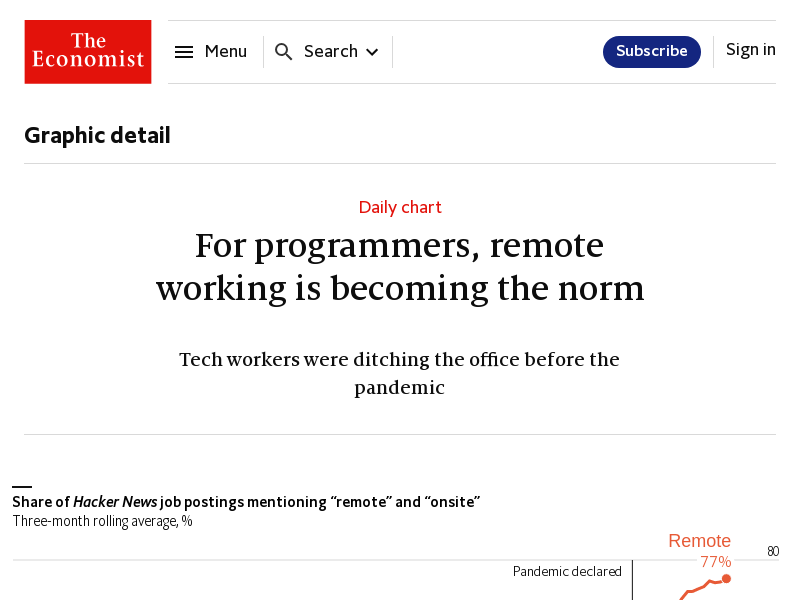 The
Economist
Menu
Search
Subscribe
Sign in
Graphic detail
Daily chart
For programmers, remote
working is becoming the norm
Tech workers were ditching the office before the
pandemic
Share of Hacker News job postings mentioning “remote” and “onsite”
Three-month rolling average, %
Remote
77%
80
Pandemic declared